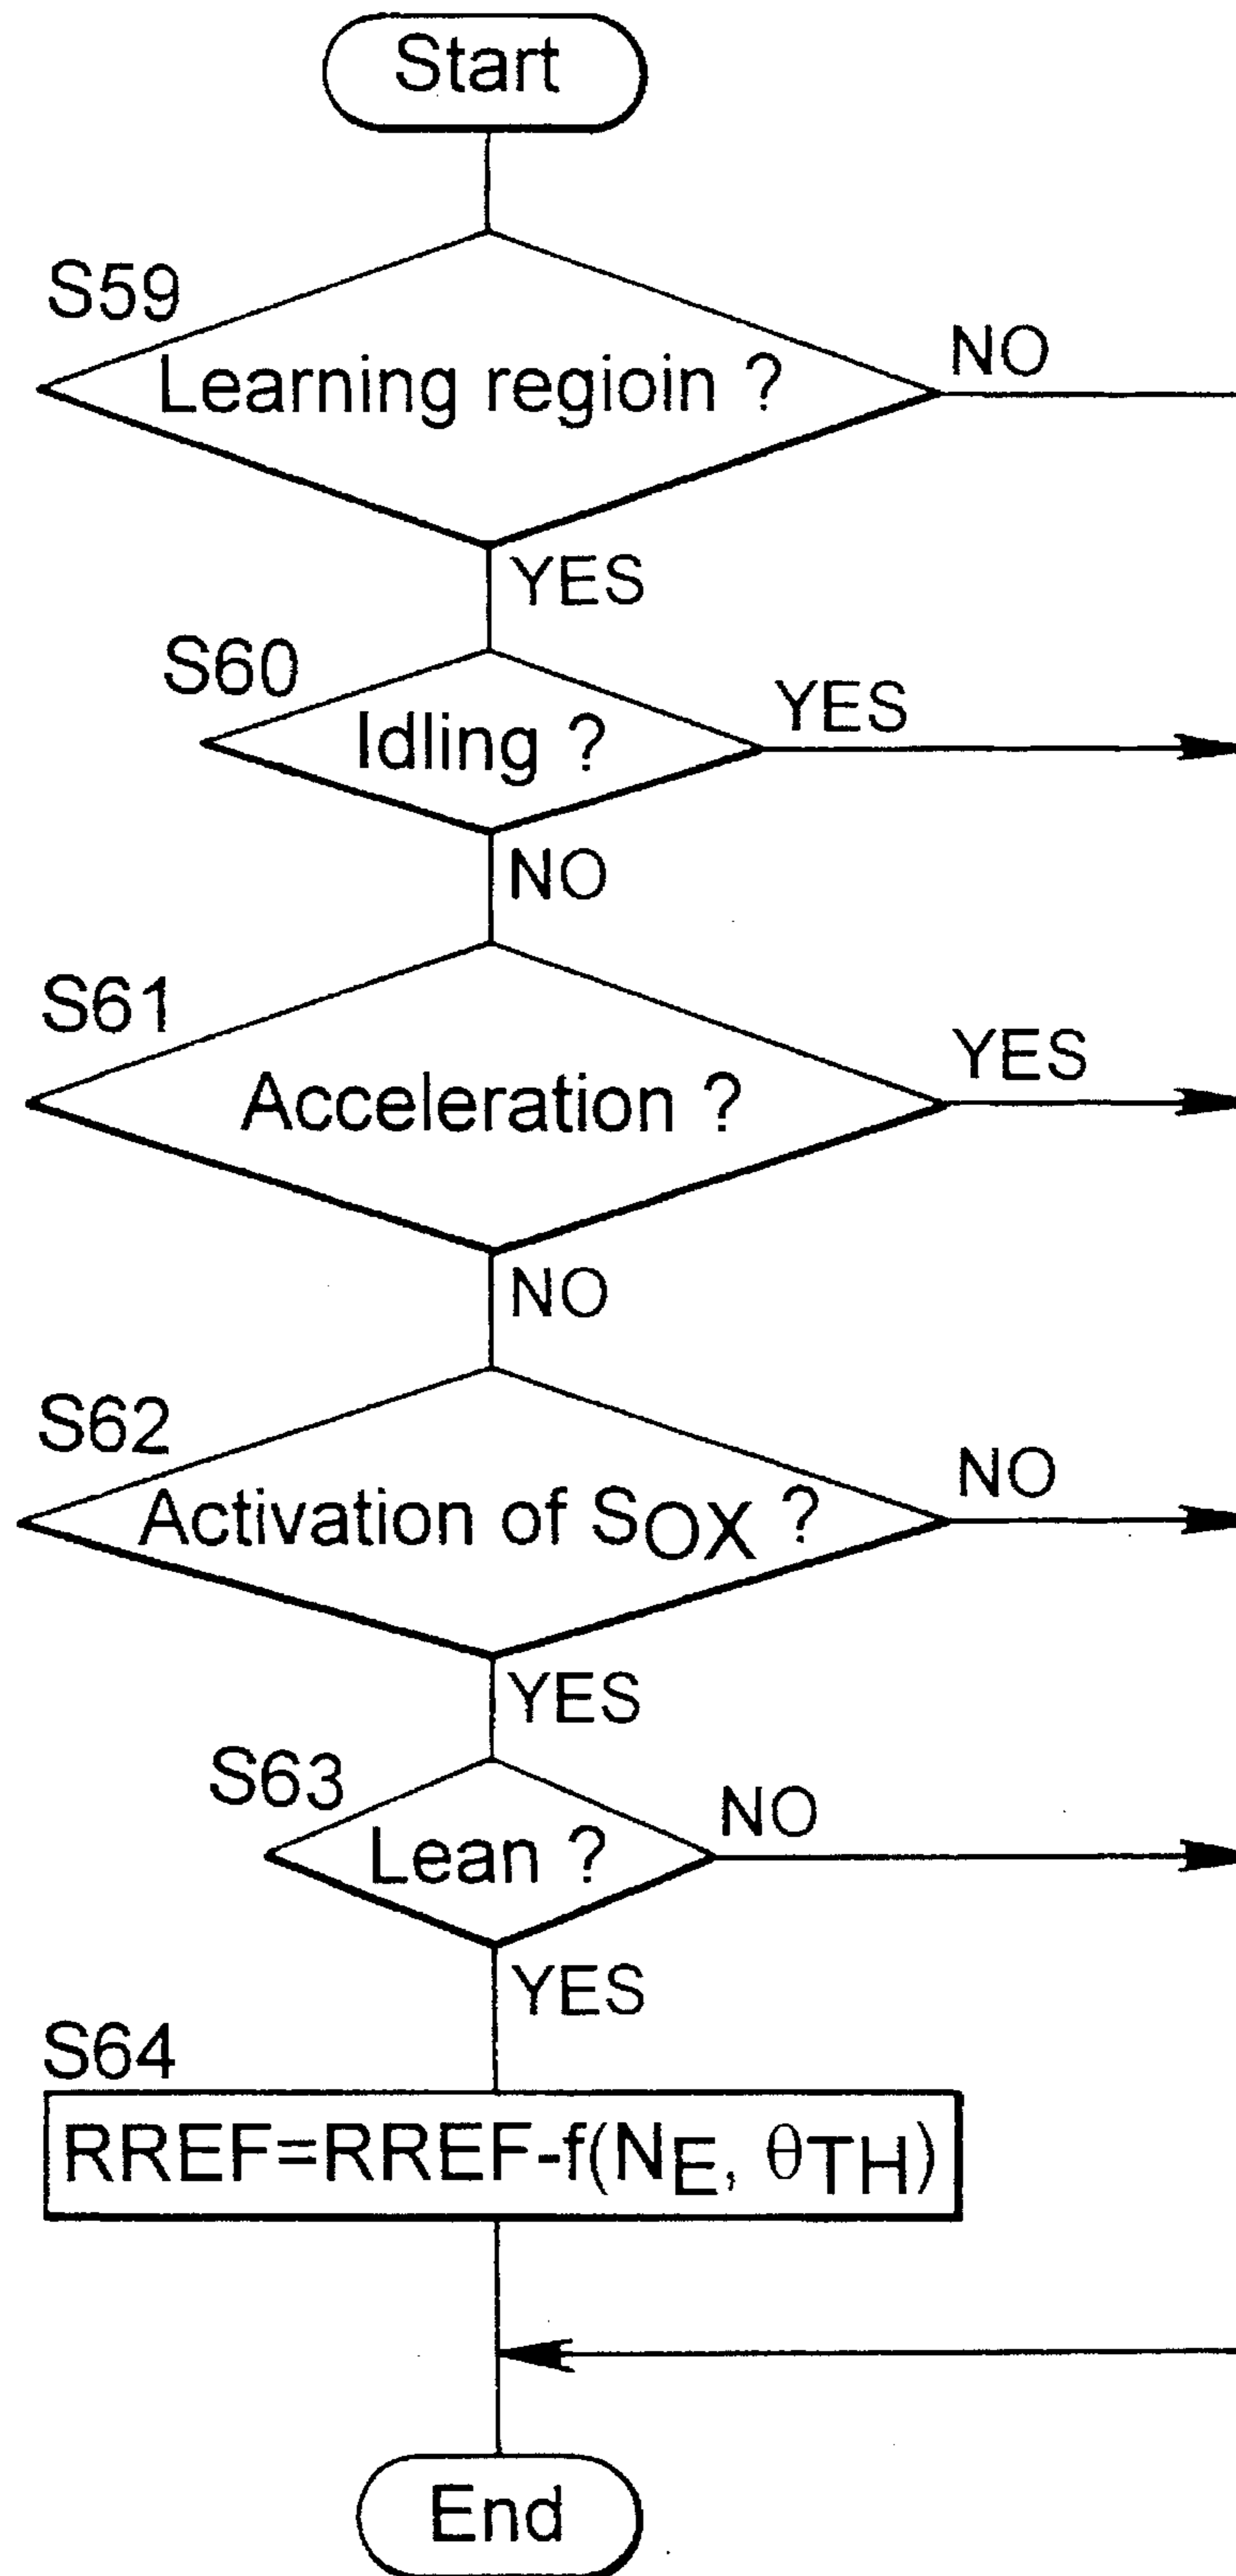 Start
S59
Learning regioin ?
NO
YES
S60
Idling ?
YES
NO
S61
Acceleration ?
YES
NO
S62
Activation of SOX ?
NO
YES
S63
Lean ?
NO
YES
S64
RREF=RREF-f(NE, θTH)
End